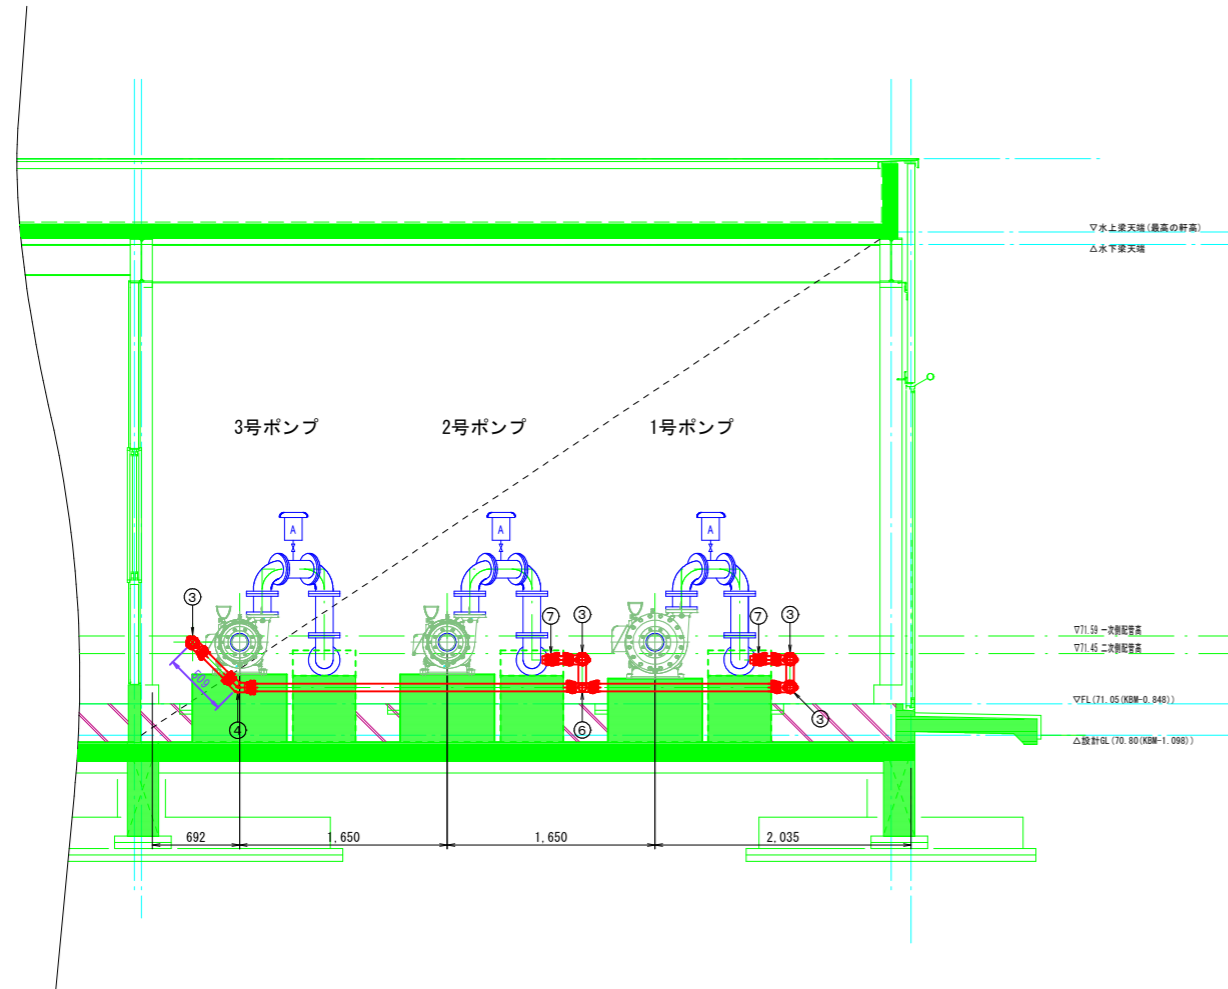 ▽水上梁天端(最高の軒高)
△水下梁天端
3号ポンプ
2号ポンプ
1号ポンプ
A
A
A
③
⑦
③
⑦
③
▽71.59 一次側配管高
▽71.45 二次側配管高
④
⑥
③
▽FL(71.05(KBM-0.848))
△設計GL(70.80(KBM-1.098))
692
1,650
1,650
2,035